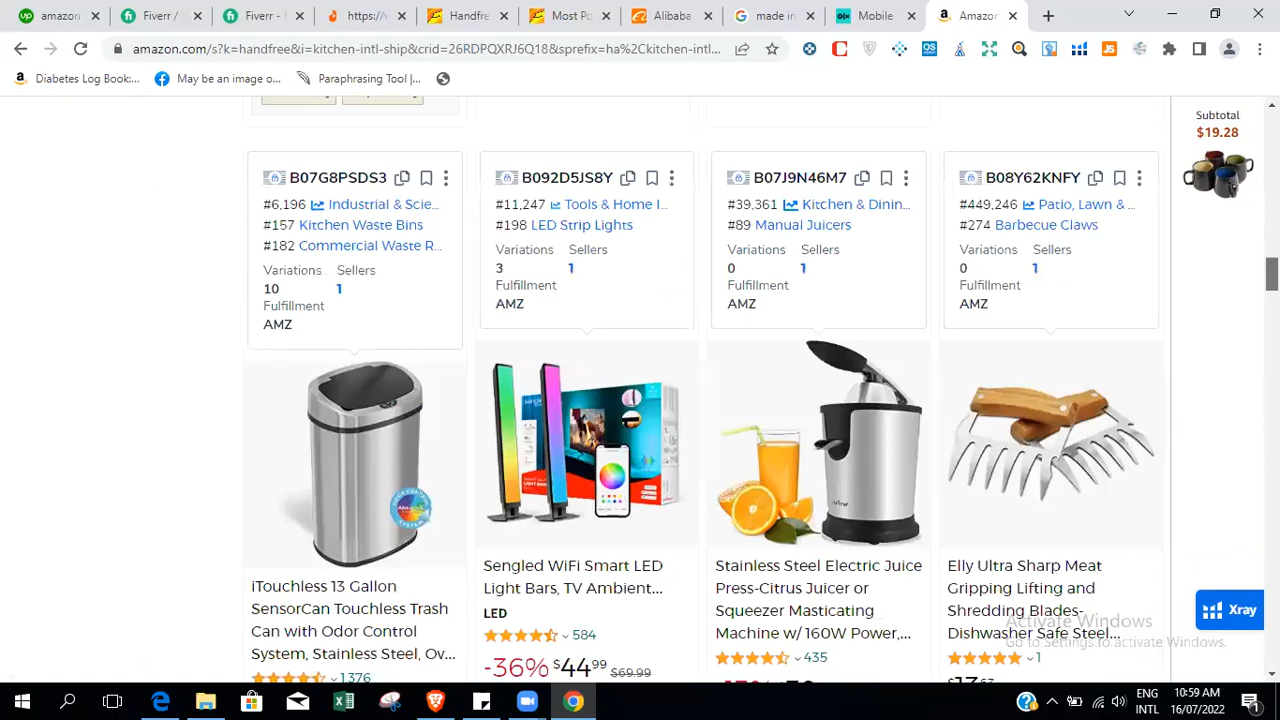 amazon
Fiverr /
Fiverr -
https://
Handfre
Most Po
Alibaba
made in
Mobile
Amazon
amazon.com/s?k=handfree&i=kitchen-intl-ship&crid=26RDPQXRJ6Q18&sprefix=ha%2Ckitchen-intl...
Diabetes Log Book:...
May be an image o...
Paraphrasing Tool |...
Subtotal
$19.28
B07G8PSDS3
#6,196 Industrial & Scie...
#157 Kitchen Waste Bins
#182 Commercial Waste R...
Variations Sellers
10 1
Fulfillment
AMZ
B092D5JS8Y
#11,247 Tools & Home I...
#198 LED Strip Lights
Variations Sellers
3 1
Fulfillment
AMZ
B07J9N46M7
#39,361 Kitchen & Dinin...
#89 Manual Juicers
Variations Sellers
0 1
Fulfillment
AMZ
B08Y62KNFY
#449,246 Patio, Lawn & ...
#274 Barbecue Claws
Variations Sellers
0 1
Fulfillment
AMZ
iTouchless 13 Gallon
SensorCan Touchless Trash
Can with Odor Control
System, Stainless Steel, Ov...
1,376
Sengled WiFi Smart LED
Light Bars, TV Ambient...
LED
584
-36% $44.99 $69.99
Stainless Steel Electric Juice
Press-Citrus Juicer or
Squeezer Masticating
Machine w/ 160W Power,...
435
Elly Ultra Sharp Meat
Gripping Lifting and
Shredding Blades-
Dishwasher Safe Steel...
1
Xray
Activate Windows
Go to Settings to activate Windows.
ENG
INTL
10:59 AM
16/07/2022
1